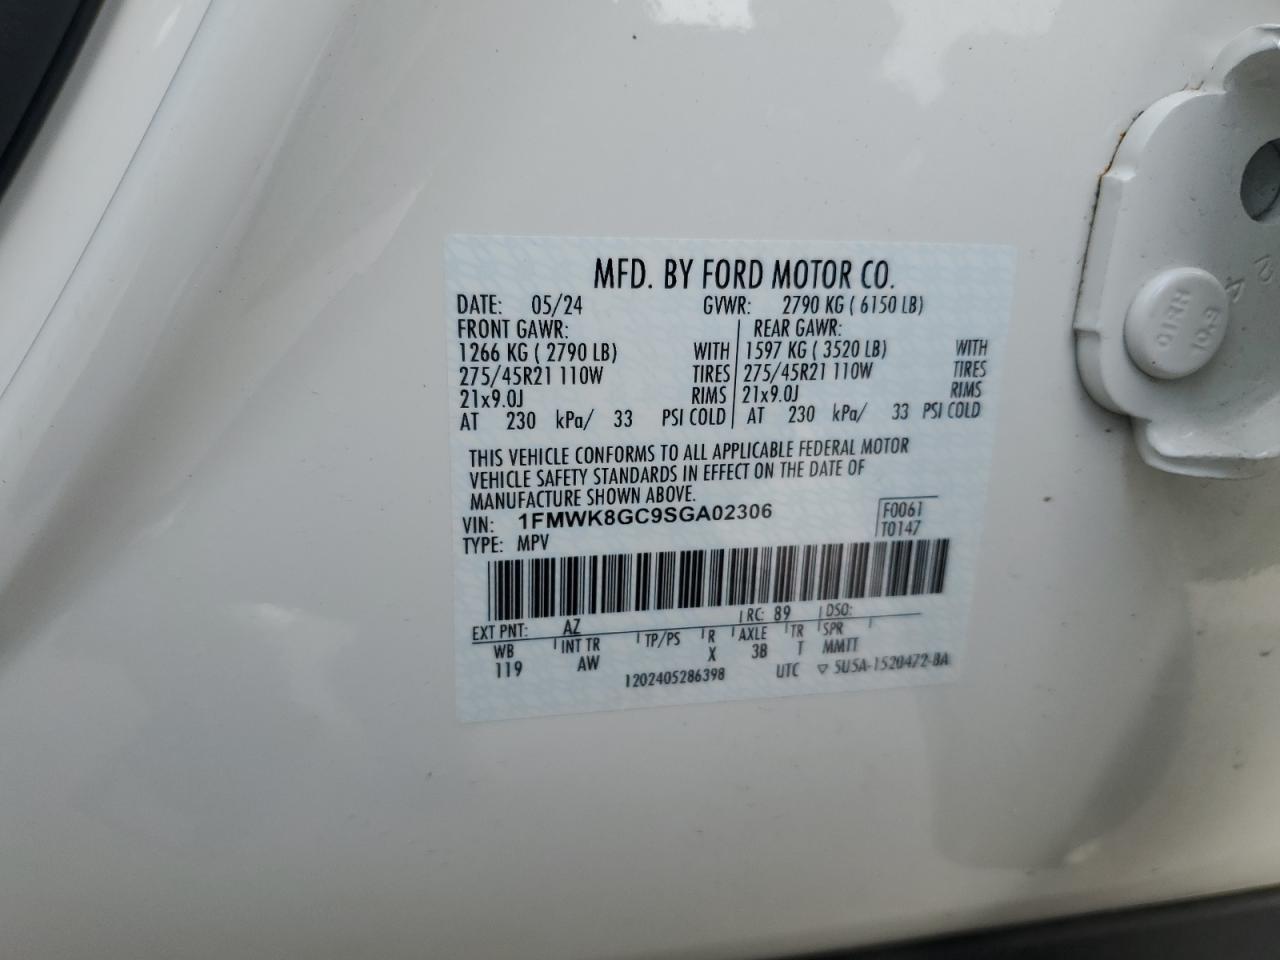 MFD. BY FORD MOTOR CO.
DATE: 05/24 GVWR: 2790 KG ( 6150 LB)
FRONT GAWR: REAR GAWR:
1266 KG ( 2790 LB) WITH 1597 KG ( 3520 LB) WITH
275/45R21 110W TIRES 275/45R21 110W TIRES
21x9.0J RIMS 21x9.0J RIMS
AT 230 kPa/ 33 PSI COLD AT 230 kPa/ 33 PSI COLD
THIS VEHICLE CONFORMS TO ALL APPLICABLE FEDERAL MOTOR
VEHICLE SAFETY STANDARDS IN EFFECT ON THE DATE OF
MANUFACTURE SHOWN ABOVE.
VIN: 1FMWK8GC9SGA02306 F0061
TYPE: MPV T0147
EXT PNT: AZ RC: 89 DSO:
WB INT TR TP/PS R AXLE TR SPR
119 AW X 3B T MMTT
1202405286398 UTC ▽ 5U5A-1520472-BA
10.9